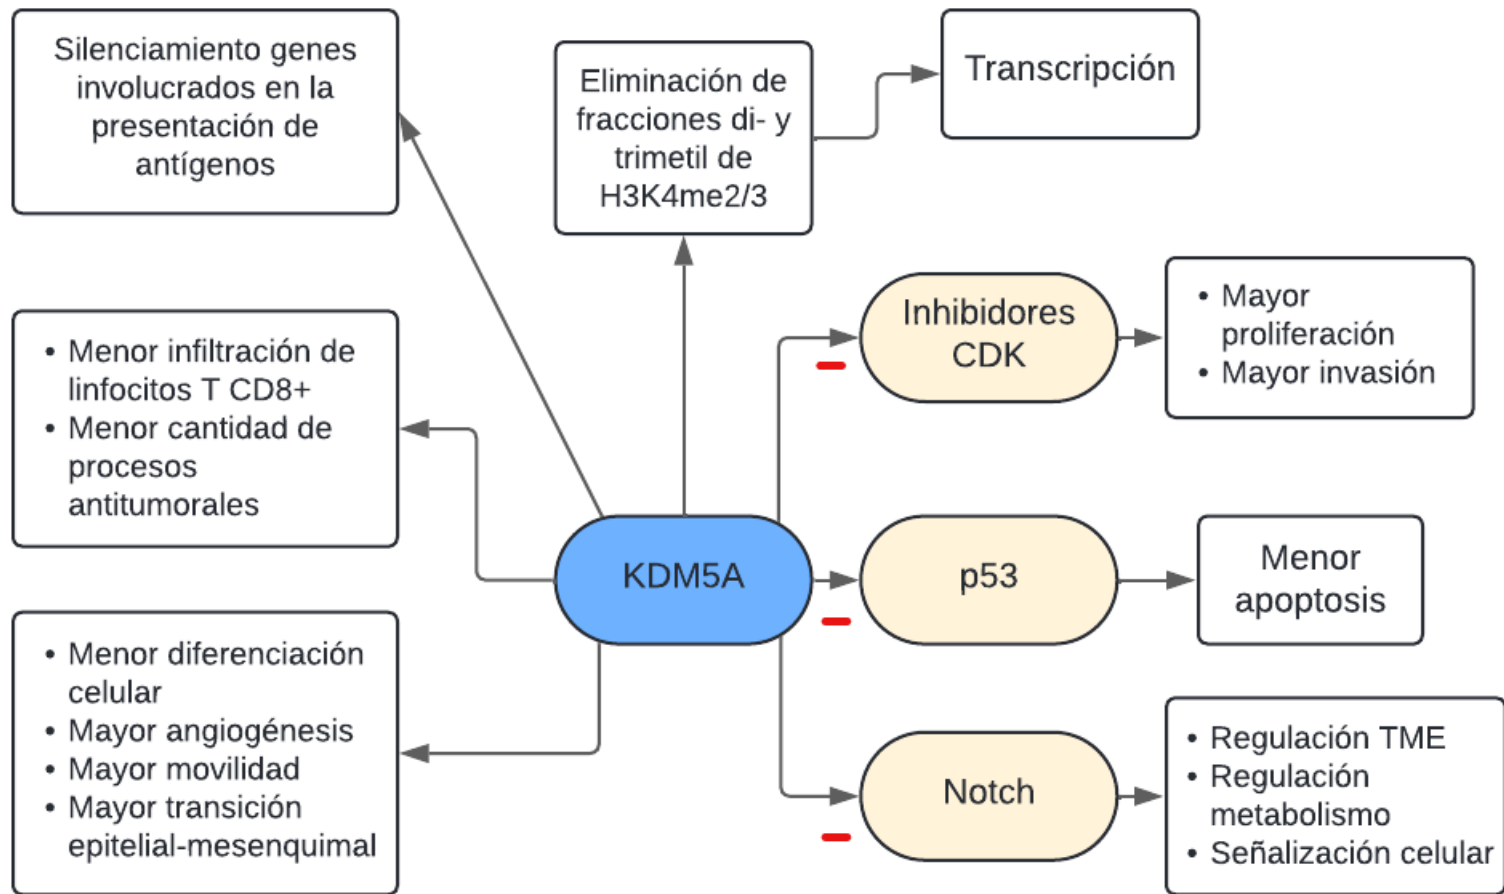 Silenciamiento genes
involucrados en la
presentación de
antígenos
Eliminación de
fracciones di- y
trimetil de
H3K4me2/3
Transcripción
• Menor infiltración de
linfocitos T CD8+
• Menor cantidad de
procesos
antitumorales
Inhibidores
CDK
• Mayor
proliferación
• Mayor invasión
KDM5A
p53
Menor
apoptosis
• Menor diferenciación
celular
• Mayor angiogénesis
• Mayor movilidad
• Mayor transición
epitelial-mesenquimal
Notch
• Regulación TME
• Regulación
metabolismo
• Señalización celular